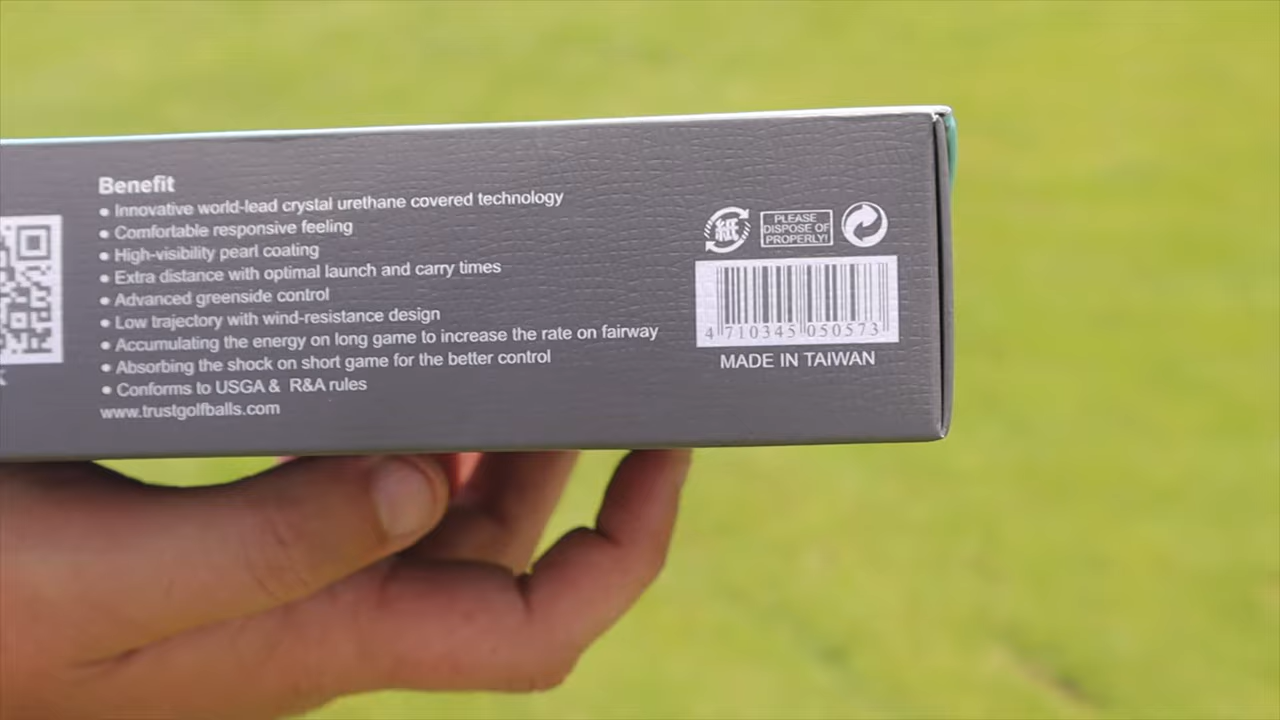 Benefit
• Innovative world-lead crystal urethane covered technology
• Comfortable responsive feeling
• High-visibility pearl coating
• Extra distance with optimal launch and carry times
• Advanced greenside control
• Low trajectory with wind-resistance design
• Accumulating the energy on long game to increase the rate on fairway
• Absorbing the shock on short game for the better control
• Conforms to USGA & R&A rules
www.trustgolfballs.com
紙
PLEASE
DISPOSE OF
PROPERLY!
4 710345 050573
MADE IN TAIWAN